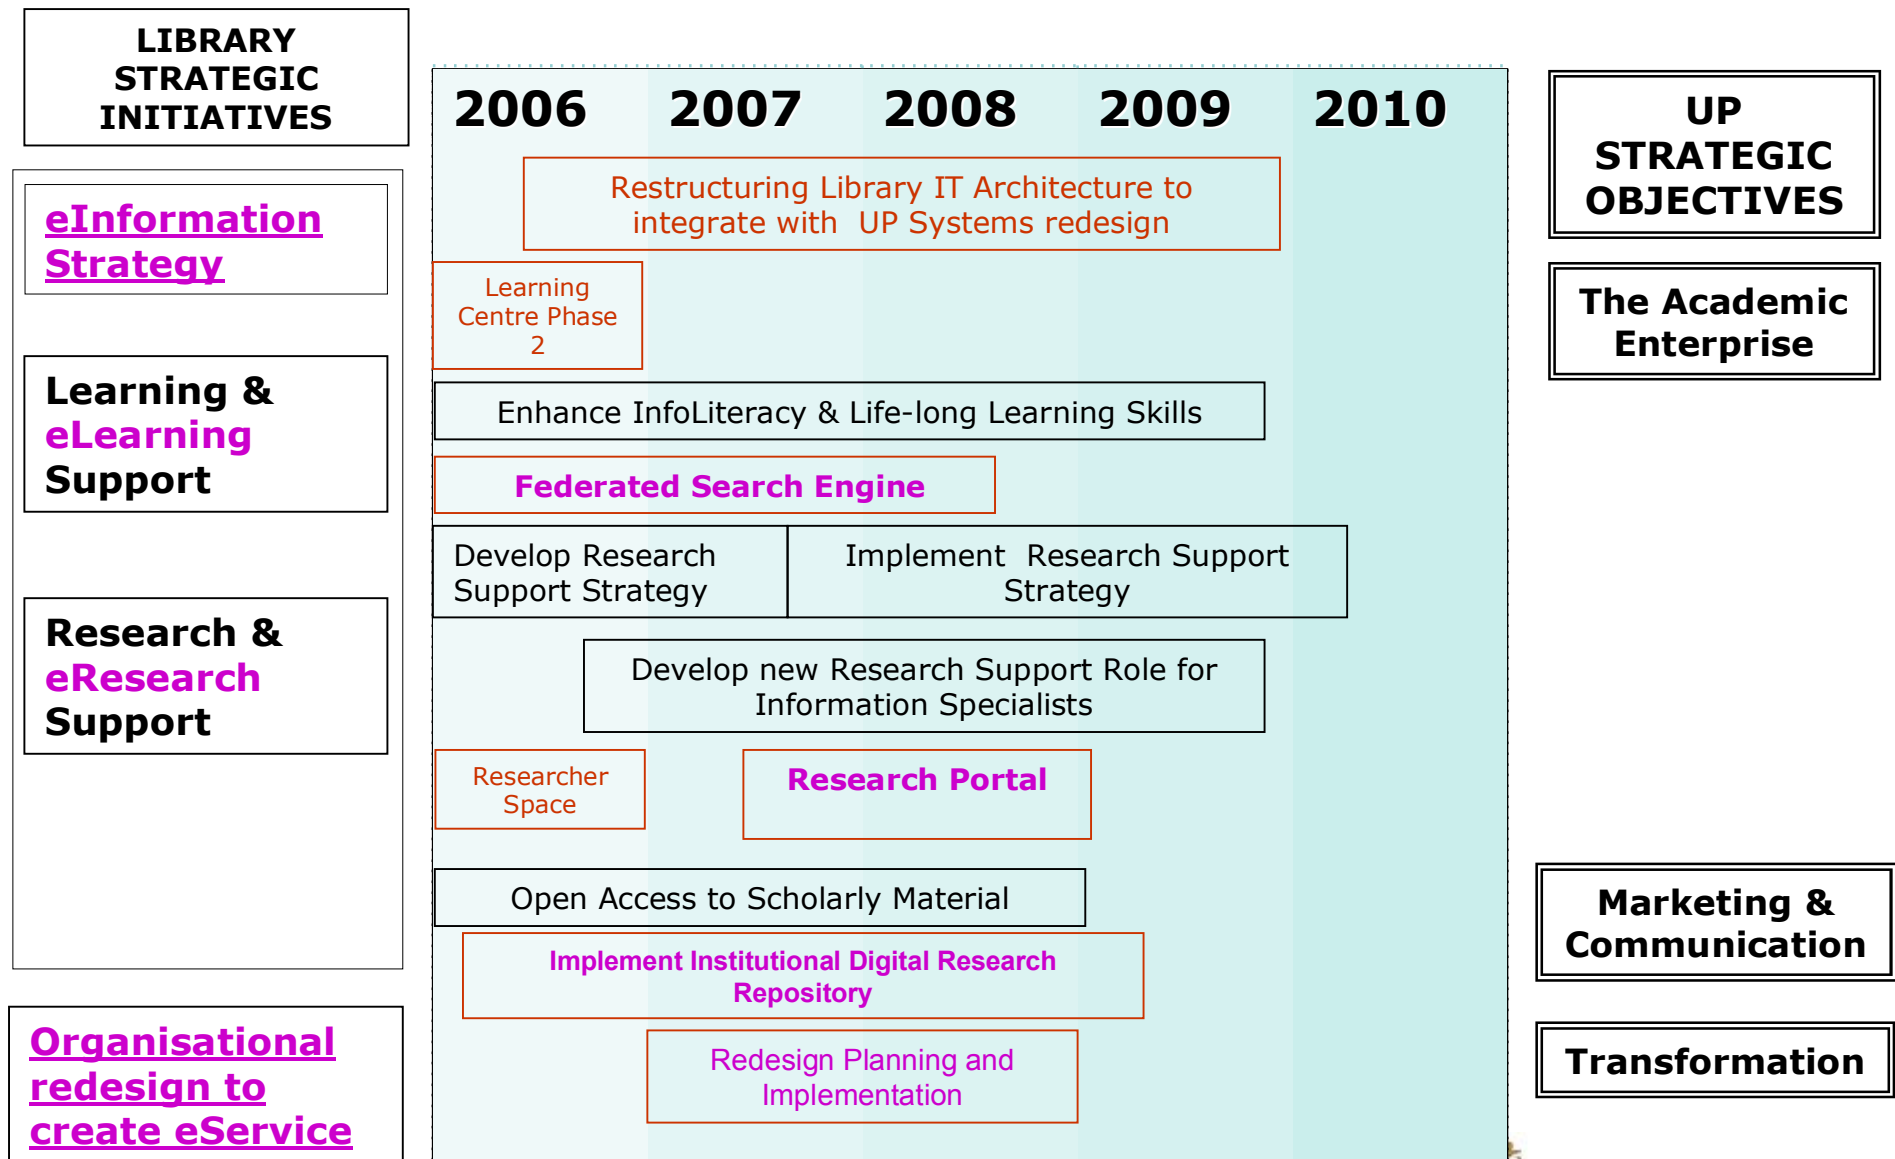 LIBRARY
STRATEGIC
INITIATIVES
eInformation
Strategy
Learning &
eLearning
Support
Research &
eResearch
Support
Organisational
redesign to
create eService
2006 2007 2008 2009 2010
Restructuring Library IT Architecture to
integrate with UP Systems redesign
Learning
Centre Phase
2
Enhance InfoLiteracy & Life-long Learning Skills
Federated Search Engine
Develop Research
Support Strategy
Implement Research Support
Strategy
Develop new Research Support Role for
Information Specialists
Researcher
Space
Research Portal
Open Access to Scholarly Material
Implement Institutional Digital Research
Repository
Redesign Planning and
Implementation
UP
STRATEGIC
OBJECTIVES
The Academic
Enterprise
Marketing &
Communication
Transformation